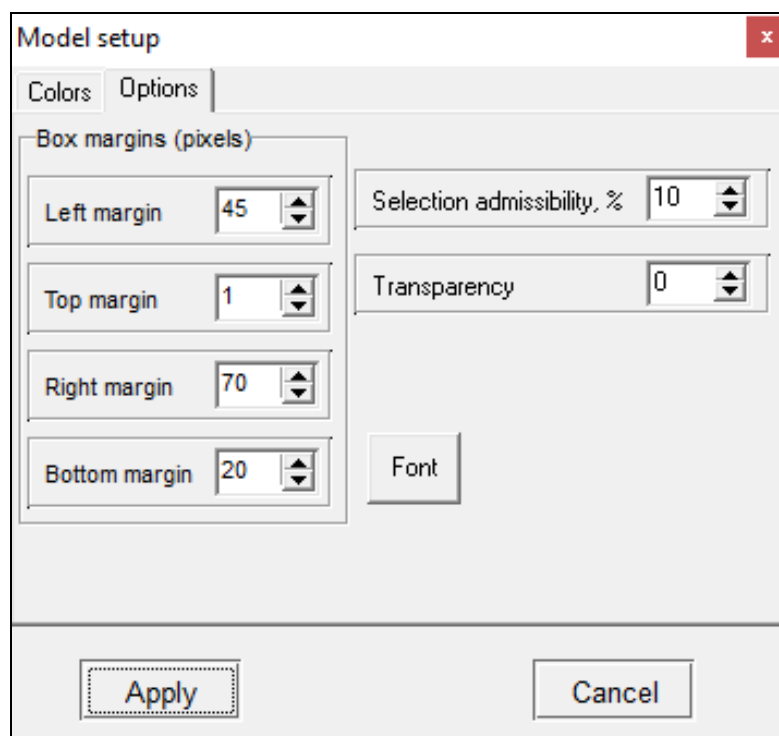 Model setup
x
Colors Options
Box margins (pixels)
Left margin 45
Selection admissibility, % 10
Top margin 1
Transparency 0
Right margin 70
Bottom margin 20
Font
Apply Cancel